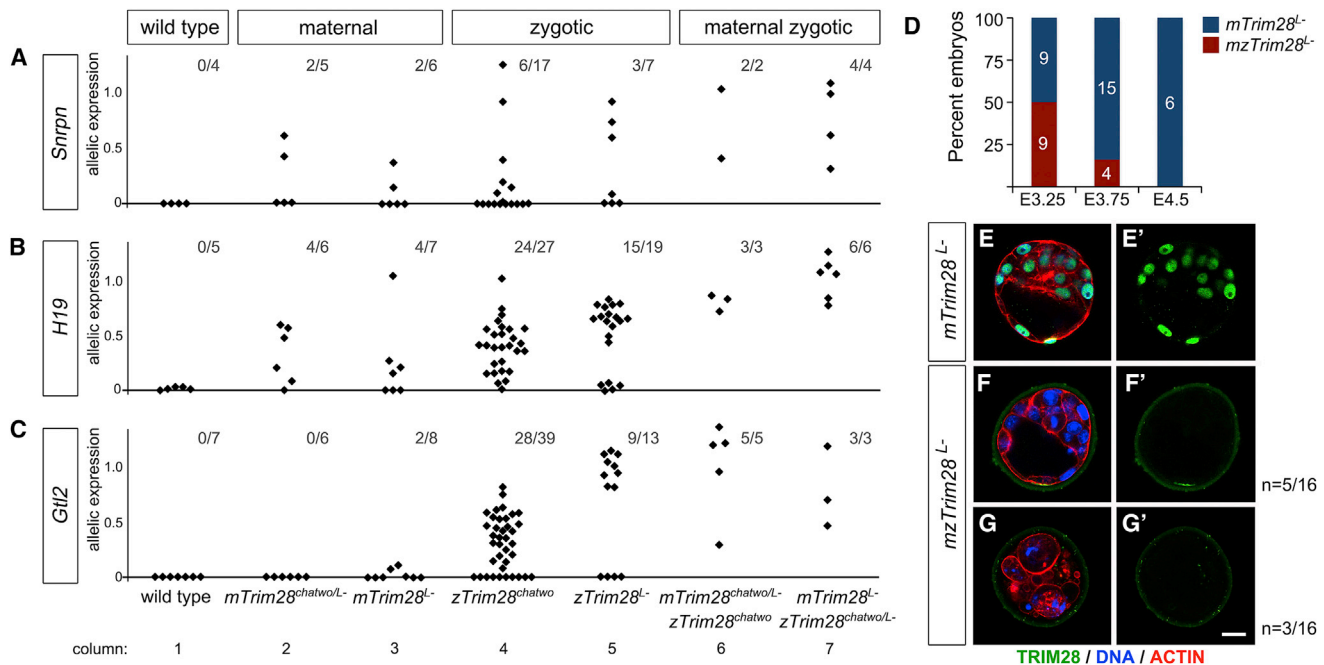 wild type maternal zygotic maternal zygotic
A
Snrpn
allelic expression
0/4 2/5 2/6 6/17 3/7 2/2 4/4
1.0
0.5
0
B
H19
allelic expression
0/5 4/6 4/7 24/27 15/19 3/3 6/6
1.0
0.5
0
C
Gtl2
allelic expression
0/7 0/6 2/8 28/39 9/13 5/5 3/3
1.0
0.5
0
wild type mTrim28chatwo/L- mTrim28L- zTrim28chatwo zTrim28L- mTrim28chatwo/L- mTrim28L-
zTrim28chatwo zTrim28chatwo/L-
column: 1 2 3 4 5 6 7
D
Percent embryos
100
75
50
25
9 15 6
9 4
E3.25 E3.75 E4.5
mTrim28L-
mzTrim28L-
mTrim28 L-
E E'
mzTrim28 L-
F F'
n=5/16
G G'
n=3/16
TRIM28 / DNA / ACTIN